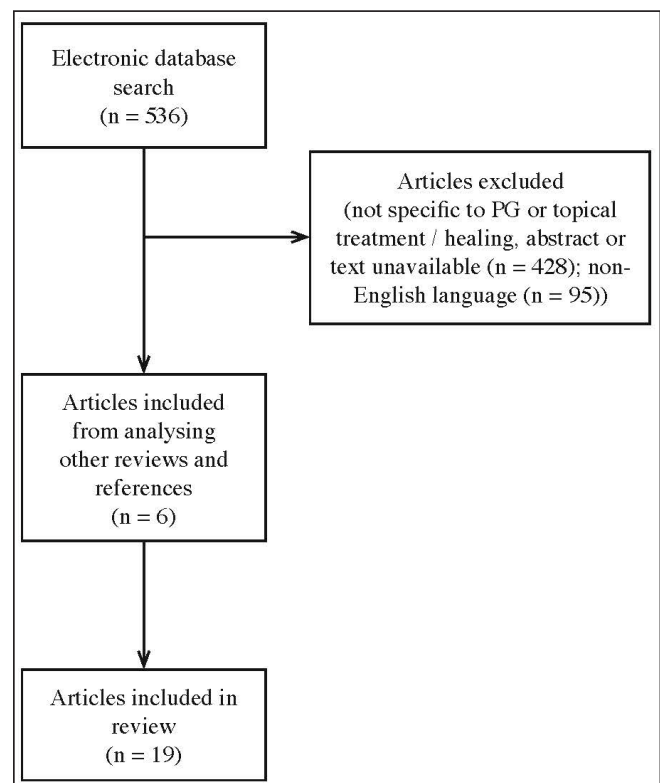 Electronic database
search
(n = 536)
Articles excluded
(not specific to PG or topical
treatment / healing, abstract or
text unavailable (n = 428); non-
English language (n = 95))
Articles included
from analysing
other reviews and
references
(n = 6)
Articles included in
review
(n = 19)